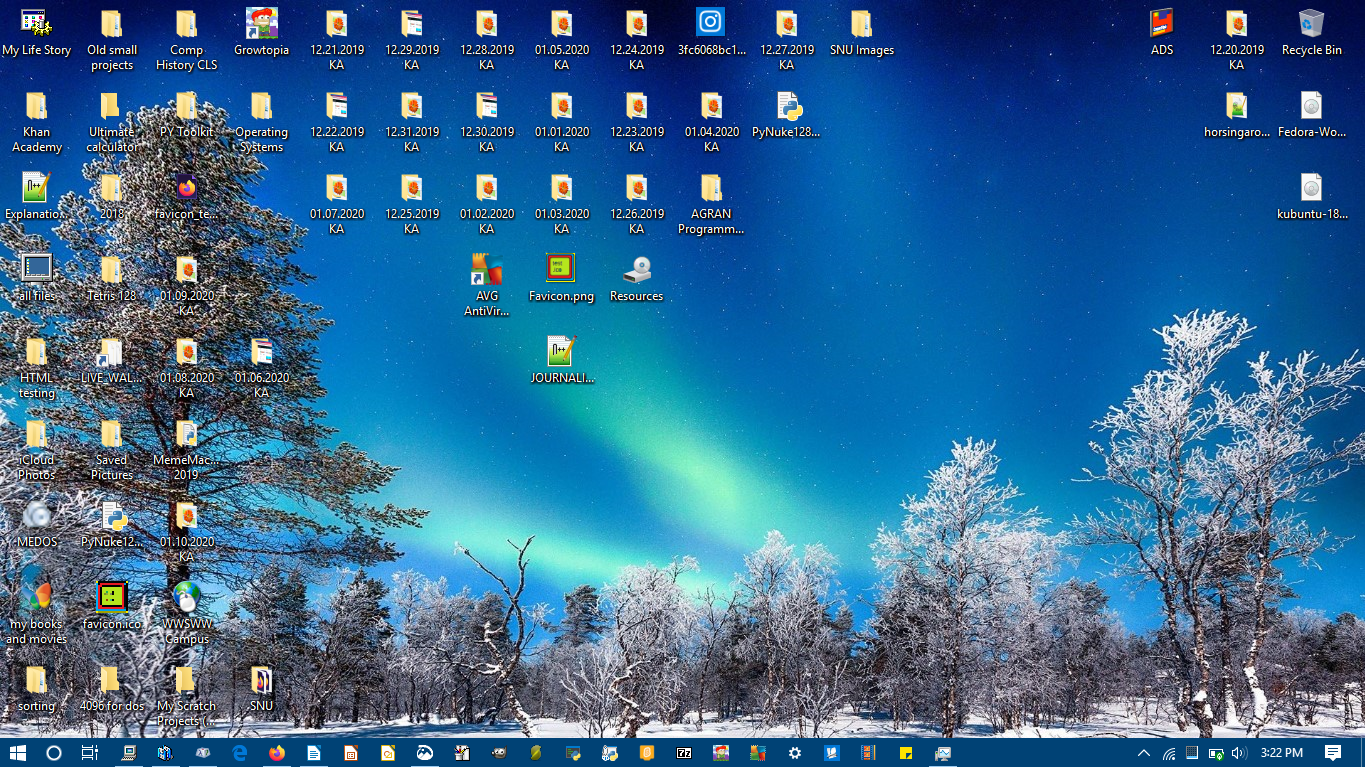 My Life Story
Old small
projects
Comp
History CLS
Growtopia
12.21.2019
KA
12.29.2019
KA
12.28.2019
KA
01.05.2020
KA
12.24.2019
KA
3fc6068bc1...
12.27.2019
KA
SNU Images
ADS
12.20.2019
KA
Recycle Bin
Khan
Academy
Ultimate
calculator
PY Toolkit
Operating
Systems
12.22.2019
KA
12.31.2019
KA
12.30.2019
KA
01.01.2020
KA
12.23.2019
KA
01.04.2020
KA
PyNuke128...
horsingaro...
Fedora-Wo...
Explanatio...
2018
favicon_te...
01.07.2020
KA
12.25.2019
KA
01.02.2020
KA
01.03.2020
KA
12.26.2019
KA
AGRAN
Programm...
kubuntu-18...
all files
Tetris 128
01.09.2020
KA
AVG
AntiVir...
Favicon.png
Resources
HTML
testing
LIVE_WAL...
01.08.2020
KA
01.06.2020
KA
JOURNALI...
iCloud
Photos
Saved
Pictures
MemeMac...
2019
MEDOS
PyNuke12...
01.10.2020
KA
my books
and movies
favicon.ico
WWSWW
Campus
sorting
4096 for dos
My Scratch
Projects (...
SNU
3:22 PM